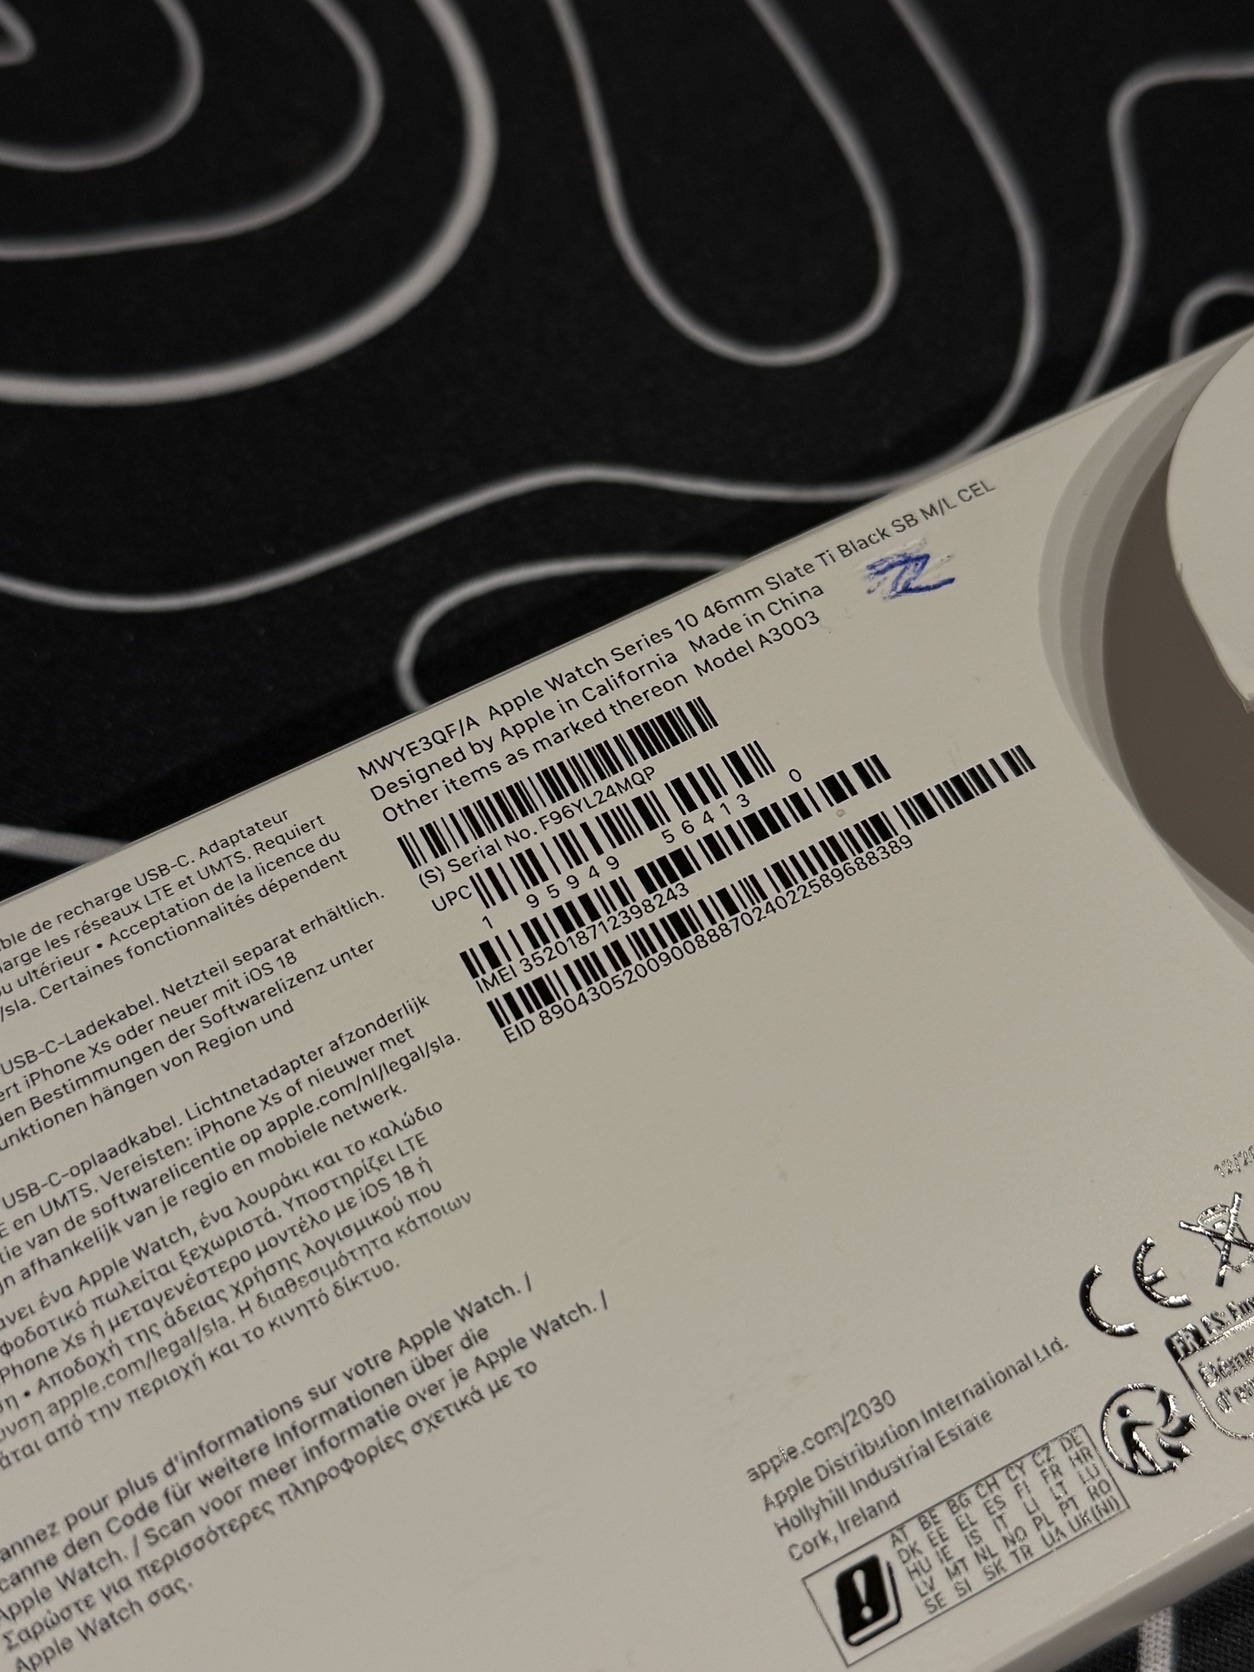 MWYE3QF/A Apple Watch Series 10 46mm Slate Ti Black SB M/L CEL
Designed by Apple in California Made in China
Other items as marked thereon Model A3003
(S) Serial No. F96YL24MQP
UPC
1 95949 56413 0
IMEI 352018712398243
EID 89043052009008887024022589688389
ble de recharge USB-C. Adaptateur
harge les réseaux LTE et UMTS. Requiert
ou ultérieur • Acceptation de la licence du
/sla. Certaines fonctionnalités dépendent
USB-C-Ladekabel. Netzteil separat erhältlich.
ert iPhone Xs oder neuer mit iOS 18
den Bestimmungen der Softwarelizenz unter
unktionen hängen von Region und
USB-C-oplaadkabel. Lichtnetadapter afzonderlijk
E en UMTS. Vereisten: iPhone Xs of nieuwer met
tie van de softwarelicentie op apple.com/nl/legal/sla.
jn afhankelijk van je regio en mobiele netwerk.
άνει ένα Apple Watch, ένα λουράκι και το καλώδιο
φοδοτικό πωλείται ξεχωριστά. Υποστηρίζει LTE
Phone Xs ή μεταγενέστερο μοντέλο με iOS 18 ή
ση • Αποδοχή της άδειας χρήσης λογισμικού που
υνση apple.com/legal/sla. Η διαθεσιμότητα κάποιων
άται από την περιοχή και το κινητό δίκτυο.
annez pour plus d'informations sur votre Apple Watch. /
canne den Code für weitere Informationen über die
Apple Watch. / Scan voor meer informatie over je Apple Watch. /
Σαρώστε για περισσότερες πληροφορίες σχετικά με το
Apple Watch σας.
apple.com/2030
Apple Distribution International Ltd.
Hollyhill Industrial Estate
Cork, Ireland
AT BE BG CH CY CZ DE
DK EE EL ES FI FR HR
HU IE IS IT LI LT LU
LV MT NL NO PL PT RO
SE SI SK TR UA UK(NI)
CE